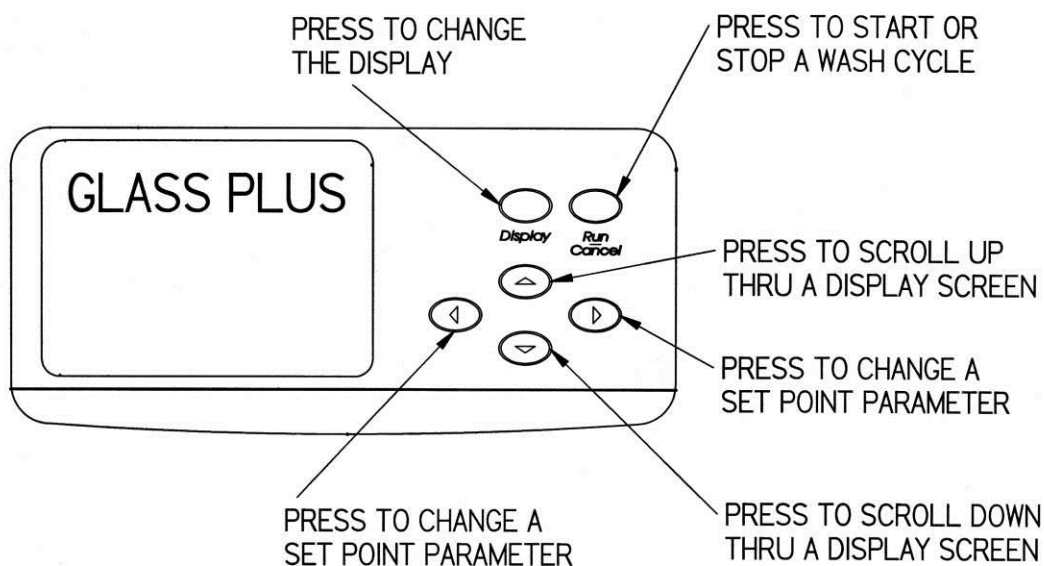 PRESS TO CHANGE
THE DISPLAY
PRESS TO START OR
STOP A WASH CYCLE
GLASS PLUS
Display
Run
Cancel
PRESS TO SCROLL UP
THRU A DISPLAY SCREEN
PRESS TO CHANGE A
SET POINT PARAMETER
PRESS TO CHANGE A
SET POINT PARAMETER
PRESS TO SCROLL DOWN
THRU A DISPLAY SCREEN